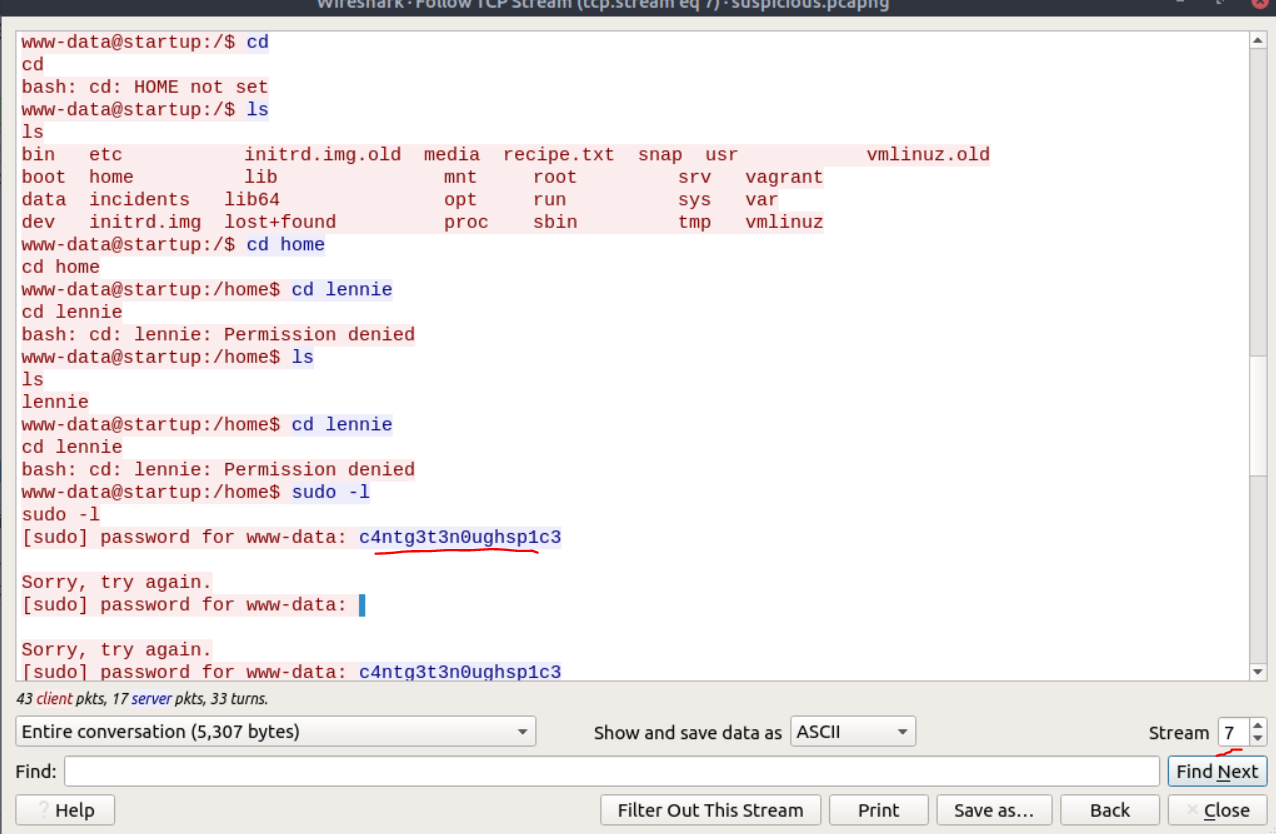 Wireshark · Follow TCP Stream (tcp.stream eq 7) · suspicious.pcapng
www-data@startup:/$ cd
cd
bash: cd: HOME not set
www-data@startup:/$ ls
ls
bin   etc        initrd.img.old  media  recipe.txt  snap  usr        vmlinuz.old
boot  home        lib        mnt     root        srv   vagrant
data  incidents   lib64        opt     run        sys   var
dev   initrd.img  lost+found        proc    sbin        tmp   vmlinuz
www-data@startup:/$ cd home
cd home
www-data@startup:/home$ cd lennie
cd lennie
bash: cd: lennie: Permission denied
www-data@startup:/home$ ls
ls
lennie
www-data@startup:/home$ cd lennie
cd lennie
bash: cd: lennie: Permission denied
www-data@startup:/home$ sudo -l
sudo -l
[sudo] password for www-data: c4ntg3t3n0ughsp1c3
Sorry, try again.
[sudo] password for www-data:
Sorry, try again.
[sudo] password for www-data: c4ntg3t3n0ughsp1c3
43 client pkts, 17 server pkts, 33 turns.
Entire conversation (5,307 bytes) Show and save data as ASCII Stream 7
Find: Find Next
? Help Filter Out This Stream Print Save as… Back × Close